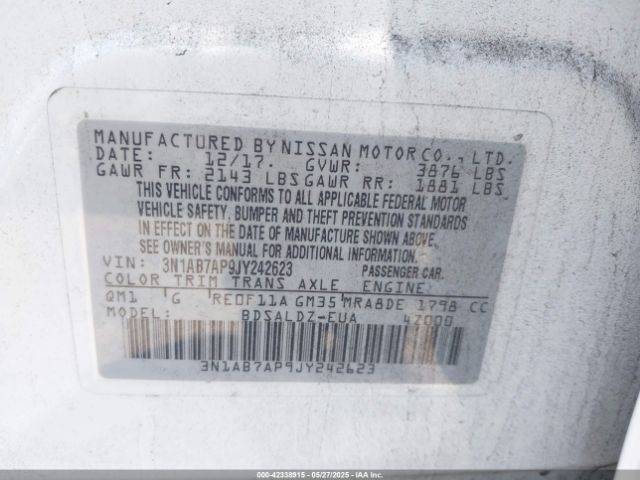 MANUFACTURED BY NISSAN MOTOR CO., LTD.
DATE: 12/17. GVWR: 3876 LBS
GAWR FR: 2143 LBS GAWR RR: 1881 LBS
THIS VEHICLE CONFORMS TO ALL APPLICABLE FEDERAL MOTOR
VEHICLE SAFETY, BUMPER AND THEFT PREVENTION STANDARDS
IN EFFECT ON THE DATE OF MANUFACTURE SHOWN ABOVE.
SEE OWNER'S MANUAL FOR ADDITIONAL INFORMATION.
VIN: 3N1AB7AP9JY242623 PASSENGER CAR.
COLOR TRIM TRANS AXLE ENGINE
QM1 G RE0F11A GM35 MRA8DE 1798 CC
MODEL: BDSALDZ-EUA 4Z000
3N1AB7AP9JY242623
000-42338915 - 05/27/2025 - IAAI.COM